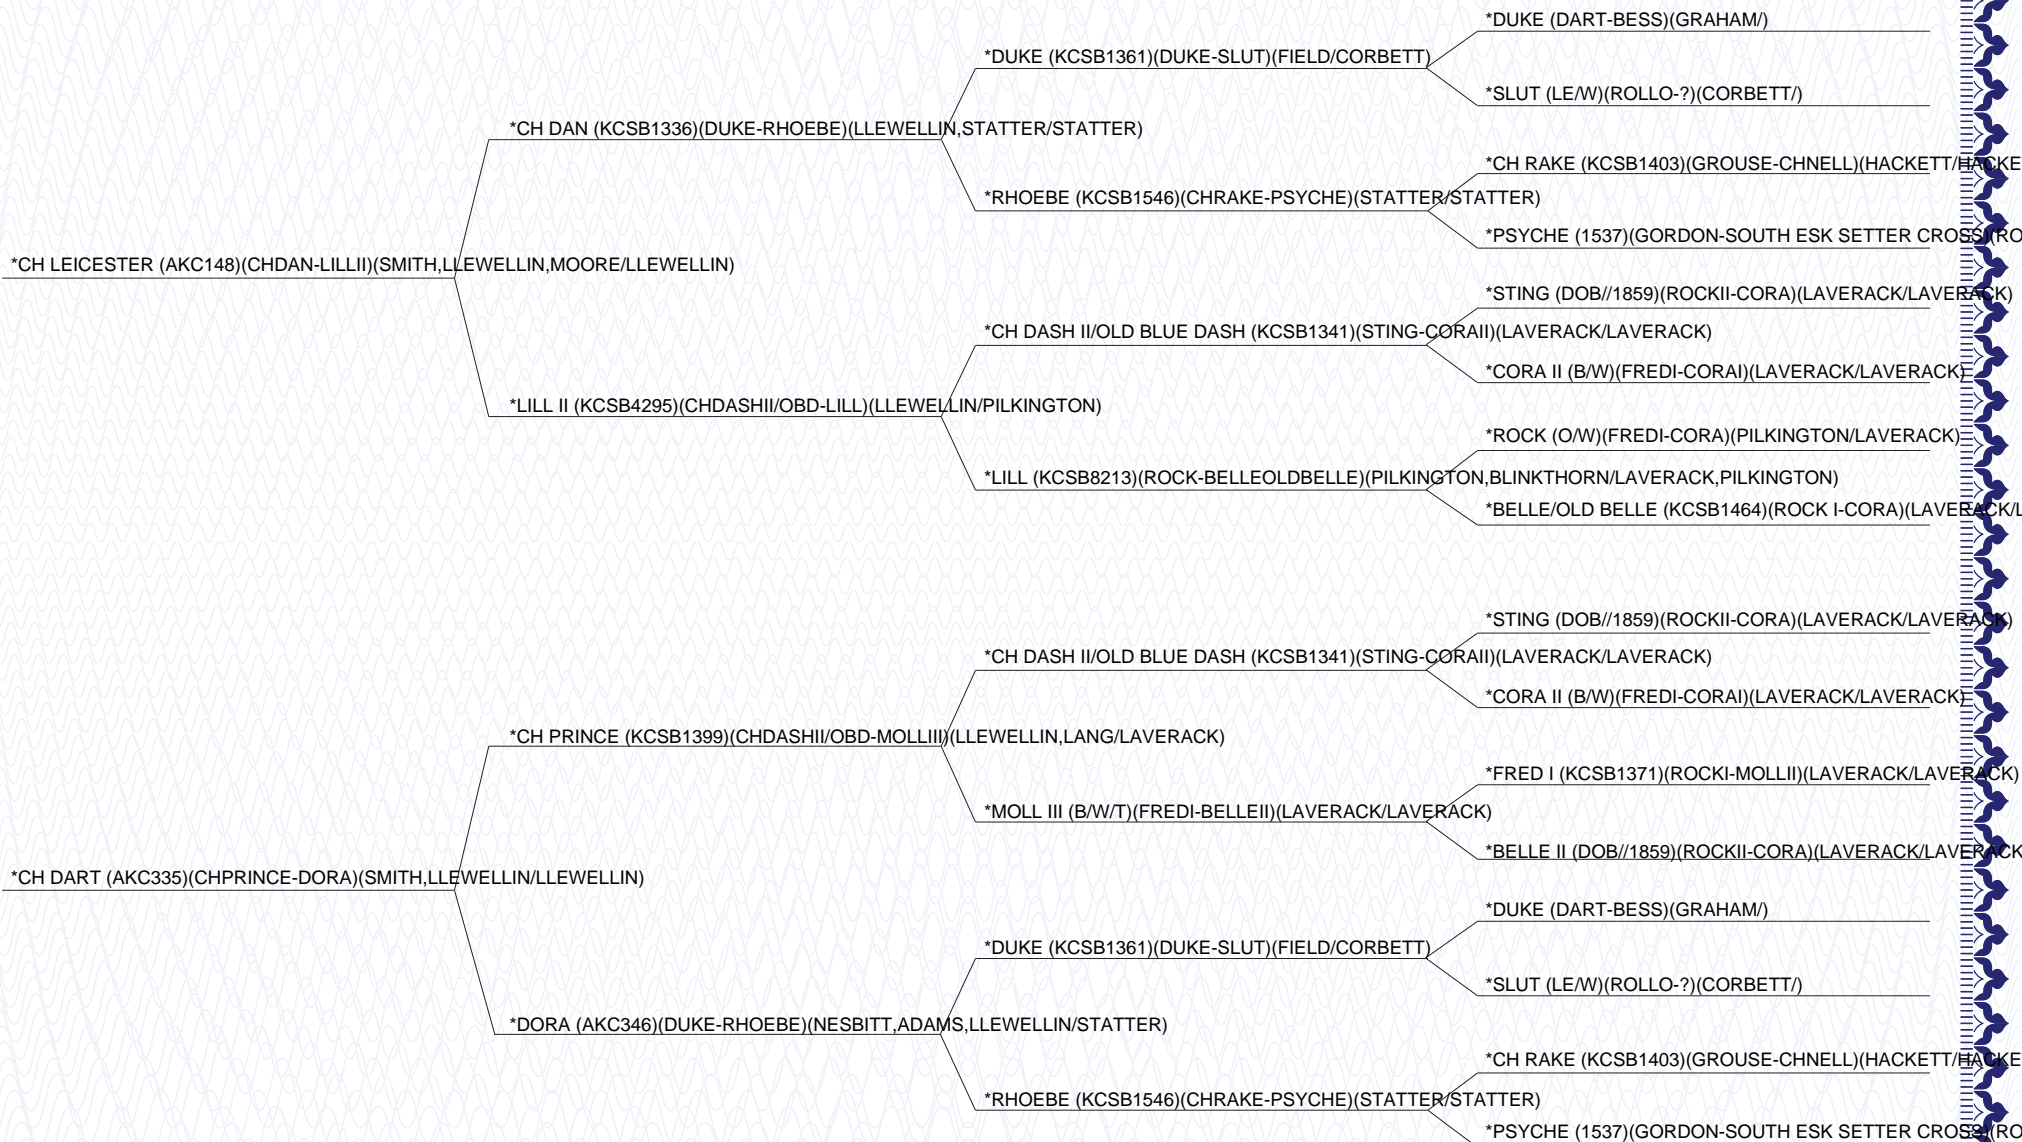 *DUKE (DART-BESS)(GRAHAM/)
*DUKE (KCSB1361)(DUKE-SLUT)(FIELD/CORBETT)
*SLUT (LE/W)(ROLLO-?)(CORBETT/)
*CH DAN (KCSB1336)(DUKE-RHOEBE)(LLEWELLIN,STATTER/STATTER)
*CH RAKE (KCSB1403)(GROUSE-CHNELL)(HACKETT/HACKE
*RHOEBE (KCSB1546)(CHRAKE-PSYCHE)(STATTER/STATTER)
*PSYCHE (1537)(GORDON-SOUTH ESK SETTER CROSS)(RO
*CH LEICESTER (AKC148)(CHDAN-LILLII)(SMITH,LLEWELLIN,MOORE/LLEWELLIN)
*STING (DOB//1859)(ROCKII-CORA)(LAVERACK/LAVERACK)
*CH DASH II/OLD BLUE DASH (KCSB1341)(STING-CORAII)(LAVERACK/LAVERACK)
*CORA II (B/W)(FREDI-CORAI)(LAVERACK/LAVERACK)
*LILL II (KCSB4295)(CHDASHII/OBD-LILL)(LLEWELLIN/PILKINGTON)
*ROCK (O/W)(FREDI-CORA)(PILKINGTON/LAVERACK)
*LILL (KCSB8213)(ROCK-BELLEOLDBELLE)(PILKINGTON,BLINKTHORN/LAVERACK,PILKINGTON)
*BELLE/OLD BELLE (KCSB1464)(ROCK I-CORA)(LAVERACK/L
*STING (DOB//1859)(ROCKII-CORA)(LAVERACK/LAVERACK)
*CH DASH II/OLD BLUE DASH (KCSB1341)(STING-CORAII)(LAVERACK/LAVERACK)
*CORA II (B/W)(FREDI-CORAI)(LAVERACK/LAVERACK)
*CH PRINCE (KCSB1399)(CHDASHII/OBD-MOLLIII)(LLEWELLIN,LANG/LAVERACK)
*FRED I (KCSB1371)(ROCKI-MOLLII)(LAVERACK/LAVERACK)
*MOLL III (B/W/T)(FREDI-BELLEII)(LAVERACK/LAVERACK)
*BELLE II (DOB//1859)(ROCKII-CORA)(LAVERACK/LAVERACK
*CH DART (AKC335)(CHPRINCE-DORA)(SMITH,LLEWELLIN/LLEWELLIN)
*DUKE (DART-BESS)(GRAHAM/)
*DUKE (KCSB1361)(DUKE-SLUT)(FIELD/CORBETT)
*SLUT (LE/W)(ROLLO-?)(CORBETT/)
*DORA (AKC346)(DUKE-RHOEBE)(NESBITT,ADAMS,LLEWELLIN/STATTER)
*CH RAKE (KCSB1403)(GROUSE-CHNELL)(HACKETT/HACKE
*RHOEBE (KCSB1546)(CHRAKE-PSYCHE)(STATTER/STATTER)
*PSYCHE (1537)(GORDON-SOUTH ESK SETTER CROSS)(RO